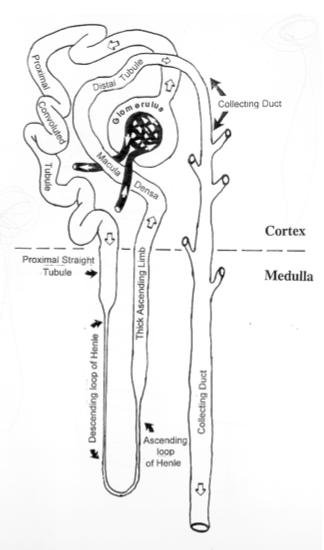 Proximal
Convoluted
Tubule
Distal Tubule
Glomerulus
Macula
Densa
Collecting Duct
Cortex
Medulla
Proximal Straight
Tubule
Thick Ascending Limb
Descending loop of Henle
Ascending
loop
of Henle
Collecting Duct